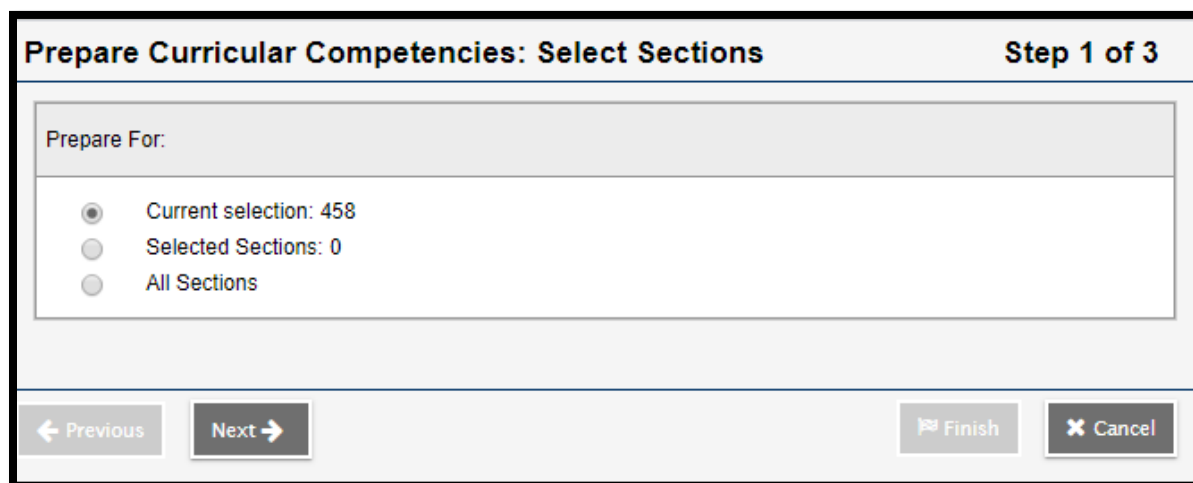 Prepare Curricular Competencies: Select Sections Step 1 of 3
Prepare For:
Current selection: 458
Selected Sections: 0
All Sections
Previous Next Finish Cancel